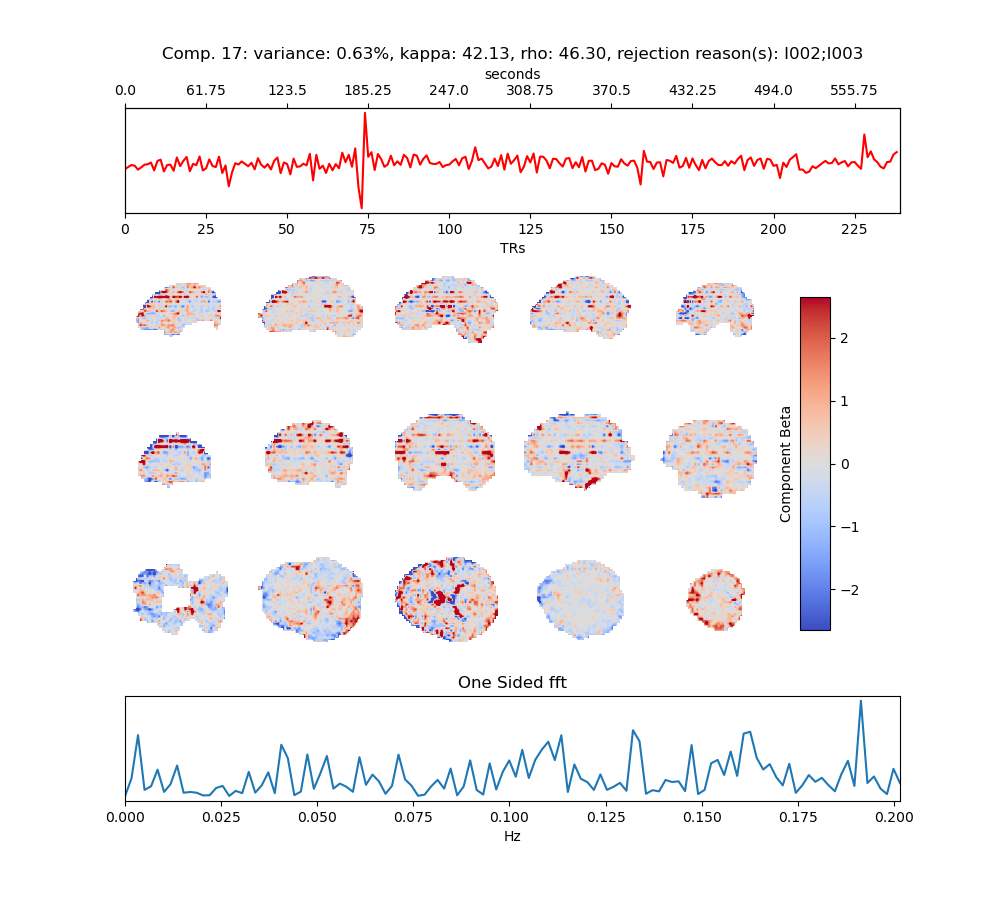 Comp. 17: variance: 0.63%, kappa: 42.13, rho: 46.30, rejection reason(s): I002;I003
seconds
0.0 61.75 123.5 185.25 247.0 308.75 370.5 432.25 494.0 555.75
0 25 50 75 100 125 150 175 200 225
TRs
2
1
0
−1
−2
Component Beta
One Sided fft
0.000 0.025 0.050 0.075 0.100 0.125 0.150 0.175 0.200
Hz